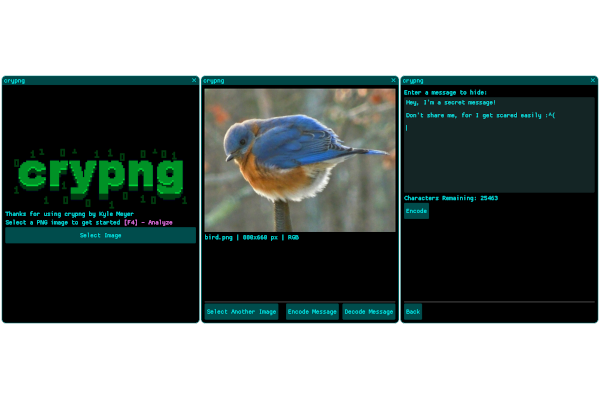 crypng
crypng
Thanks for using crypng by Kyle Meyer
Select a PNG image to get started [F4] - Analyze
Select Image
crypng
bird.png | 800x600 px | RGB
Select Another Image
Encode Message
Decode Message
crypng
Enter a message to hide:
Hey, I'm a secret message!
Don't share me, for I get scared easily :^(
Characters Remaining: 25463
Encode
Back